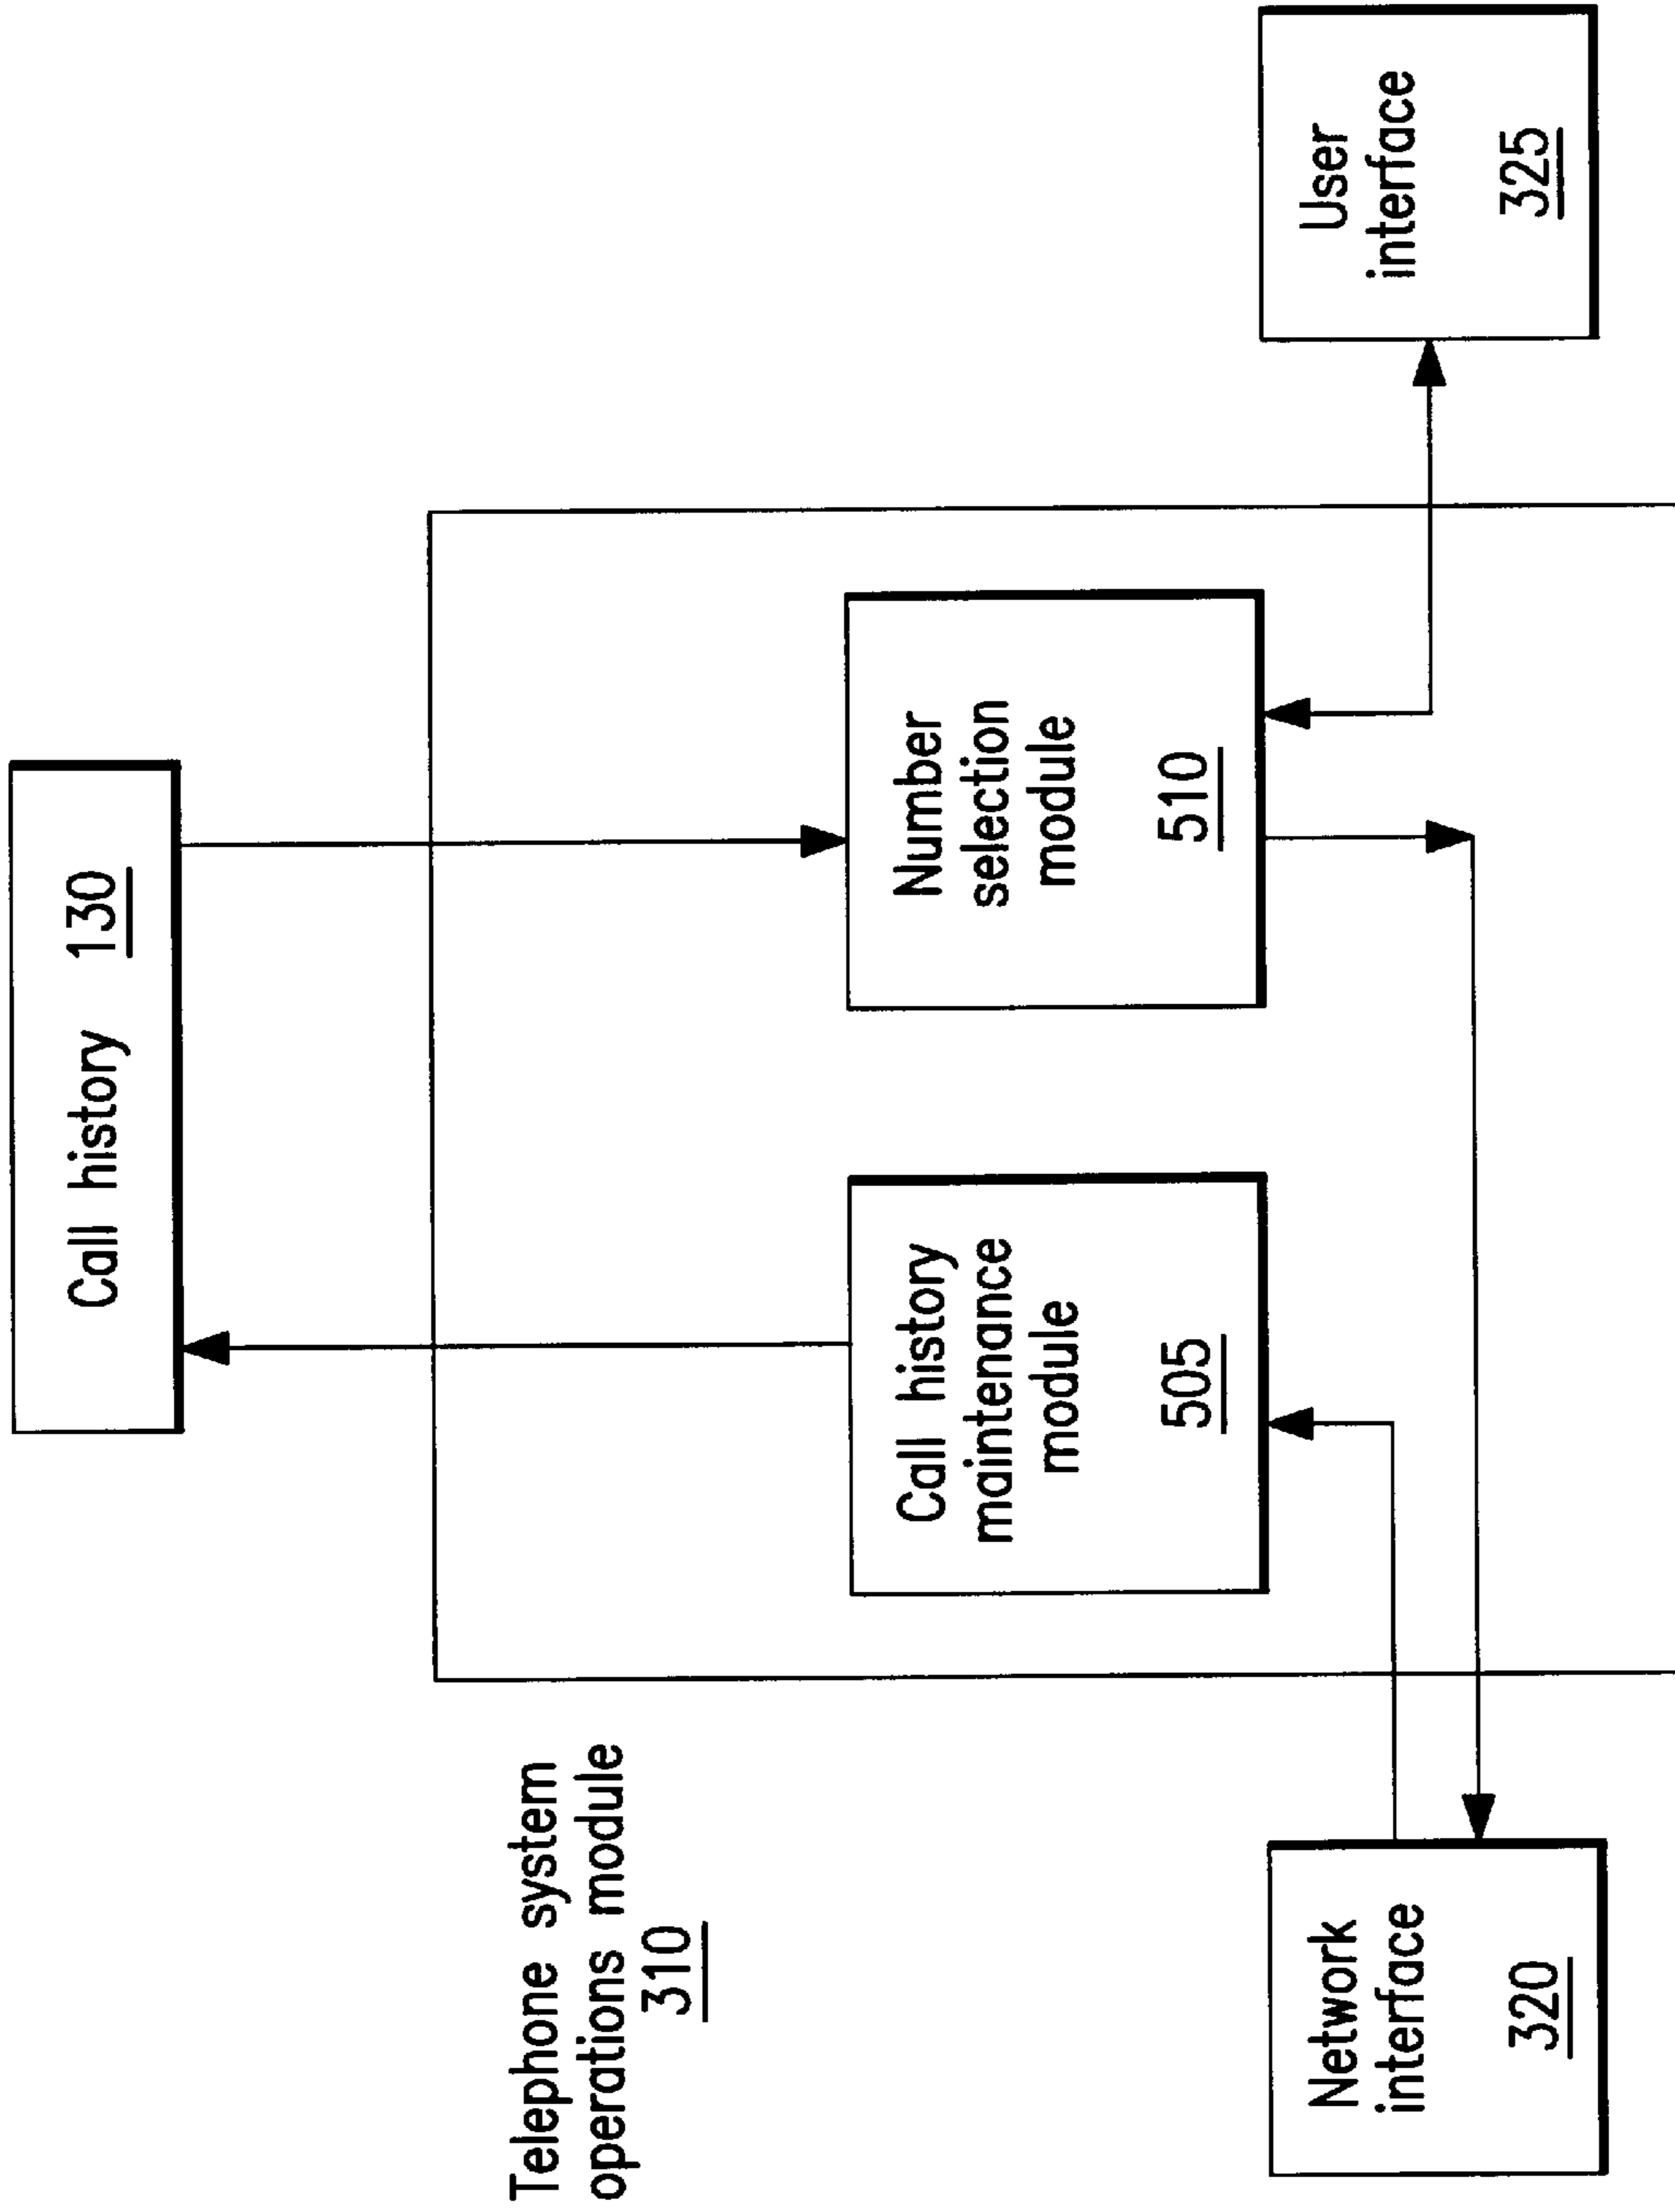 Call history 130
Telephone system
operations module
310
Call history
maintenance
module
505
Number
selection
module
510
Network
interface
320
User
interface
325